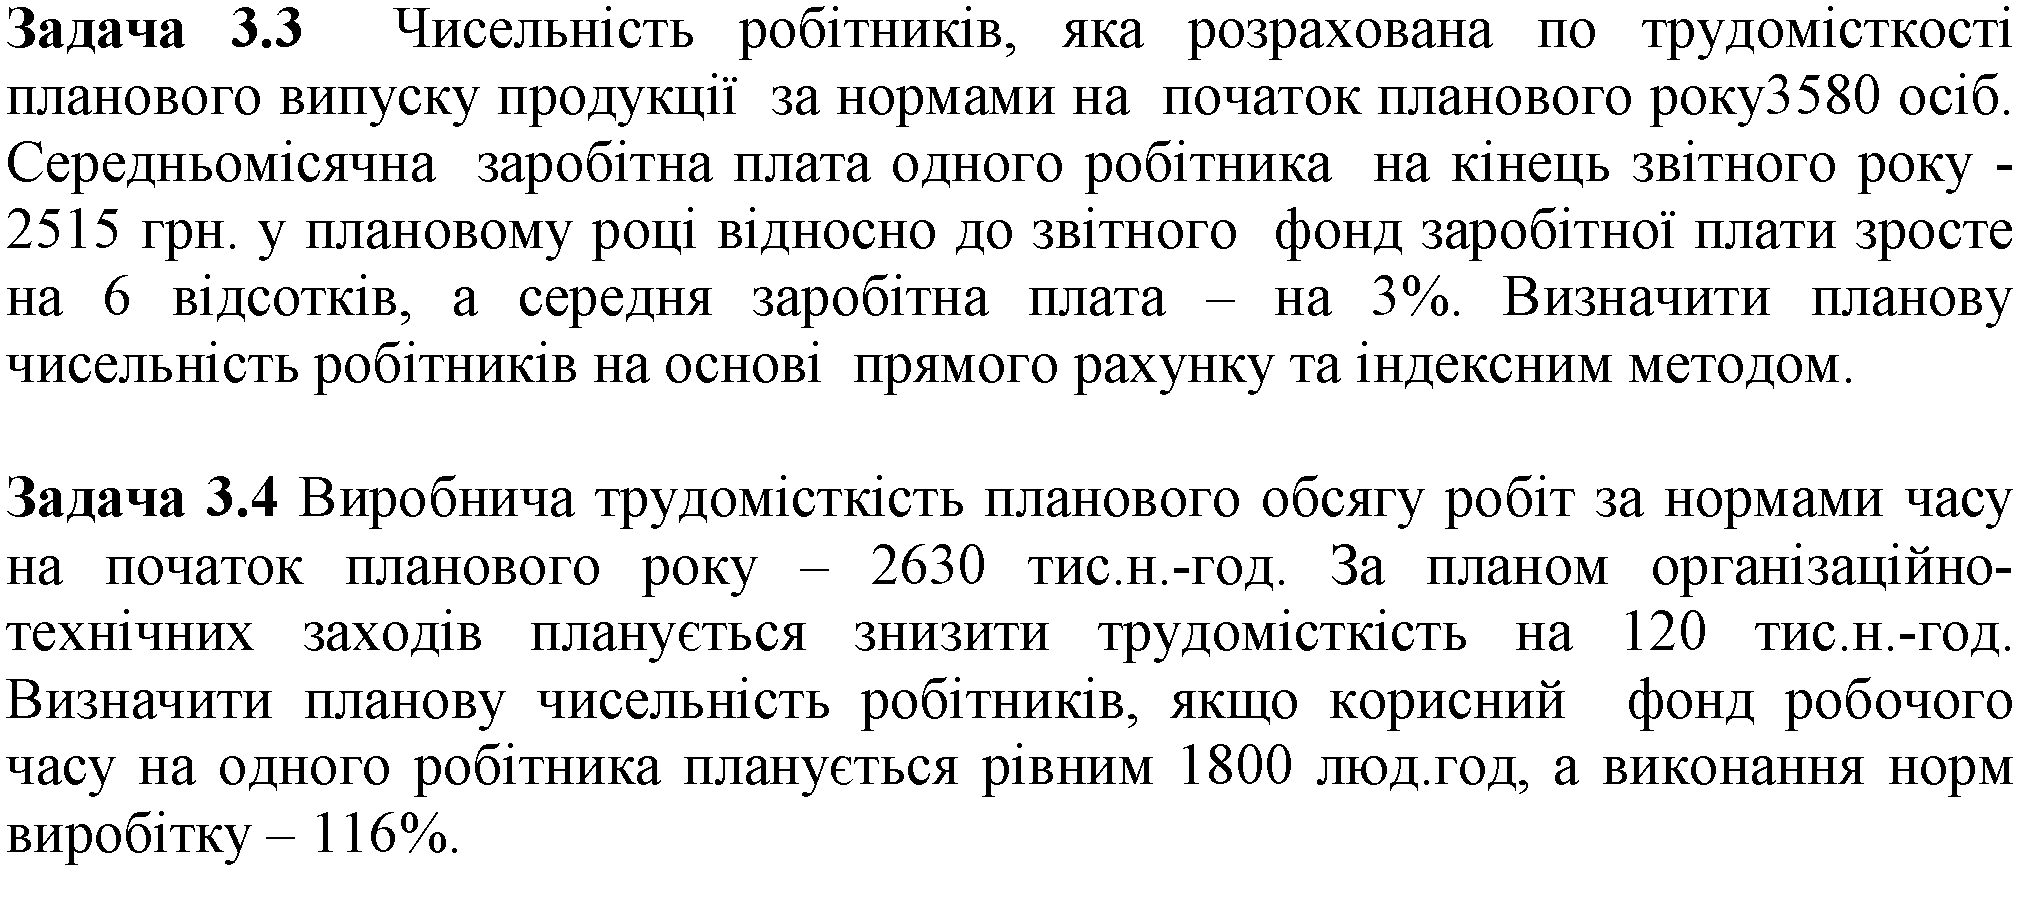 Задача 3.3 Чисельність робітників, яка розрахована по трудомісткості
планового випуску продукції за нормами на початок планового року3580 осіб.
Середньомісячна заробітна плата одного робітника на кінець звітного року -
2515 грн. у плановому році відносно до звітного фонд заробітної плати зросте
на 6 відсотків, а середня заробітна плата – на 3%. Визначити планову
чисельність робітників на основі прямого рахунку та індексним методом.
Задача 3.4 Виробнича трудомісткість планового обсягу робіт за нормами часу
на початок планового року – 2630 тис.н.-год. За планом організаційно-
технічних заходів планується знизити трудомісткість на 120 тис.н.-год.
Визначити планову чисельність робітників, якщо корисний фонд робочого
часу на одного робітника планується рівним 1800 люд.год, а виконання норм
виробітку – 116%.